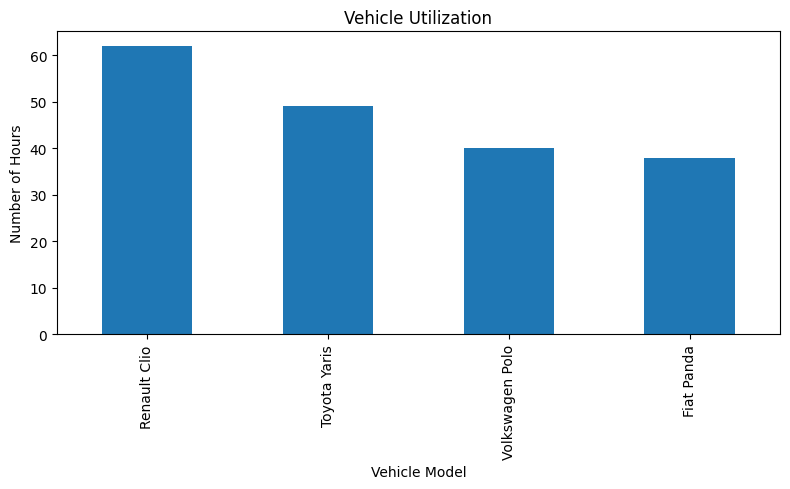 Vehicle Utilization
Number of Hours
60
50
40
30
20
10
0
Renault Clio
Toyota Yaris
Volkswagen Polo
Fiat Panda
Vehicle Model